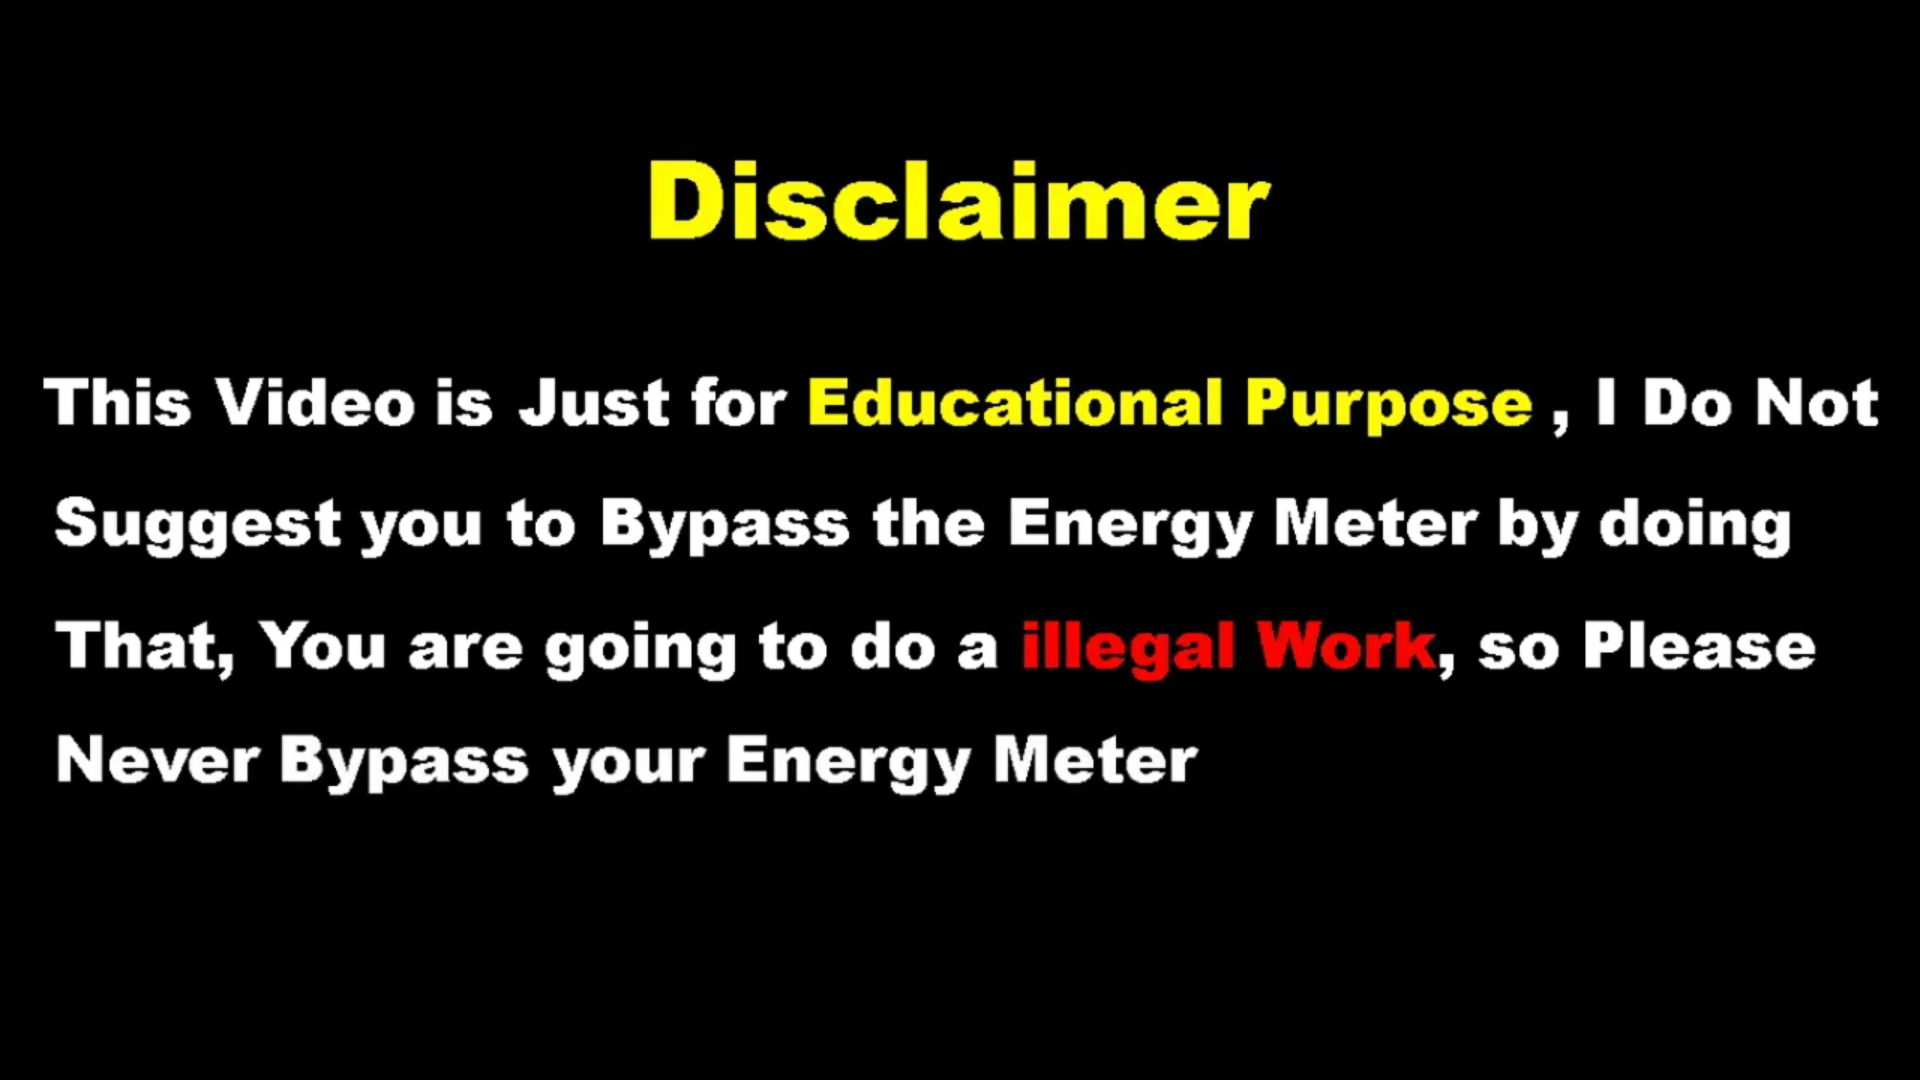 Disclaimer
This Video is Just for Educational Purpose , I Do Not
Suggest you to Bypass the Energy Meter by doing
That, You are going to do a illegal Work, so Please
Never Bypass your Energy Meter